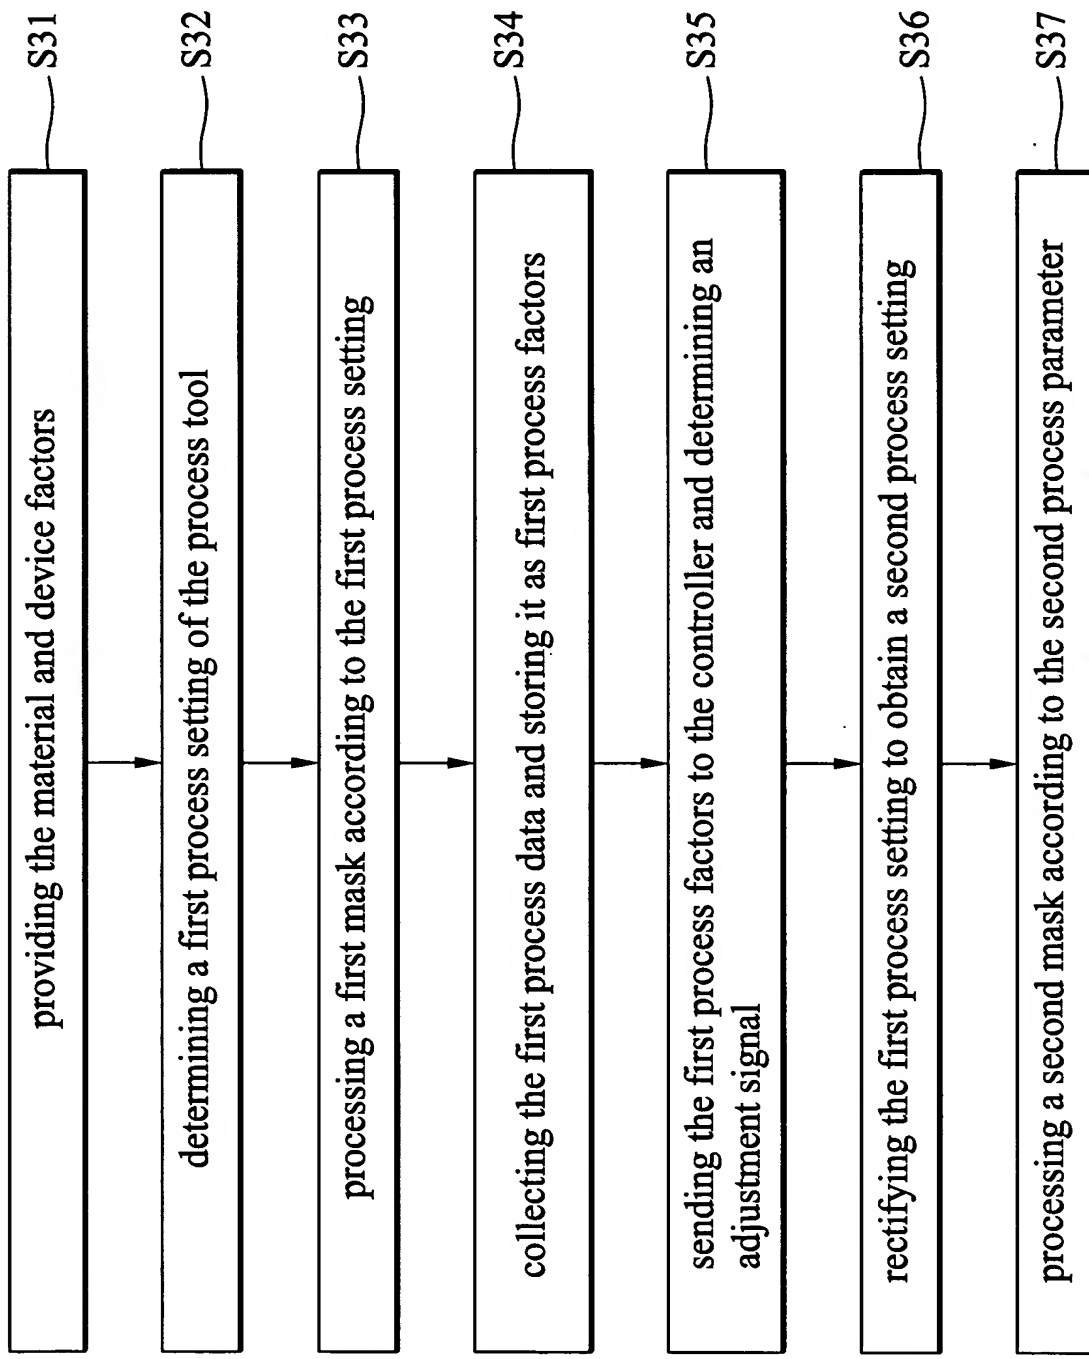 providing the material and device factors
S31
determining a first process setting of the process tool
S32
processing a first mask according to the first process setting
S33
collecting the first process data and storing it as first process factors
S34
sending the first process factors to the controller and determining an
adjustment signal
S35
rectifying the first process setting to obtain a second process setting
S36
processing a second mask according to the second process parameter
S37